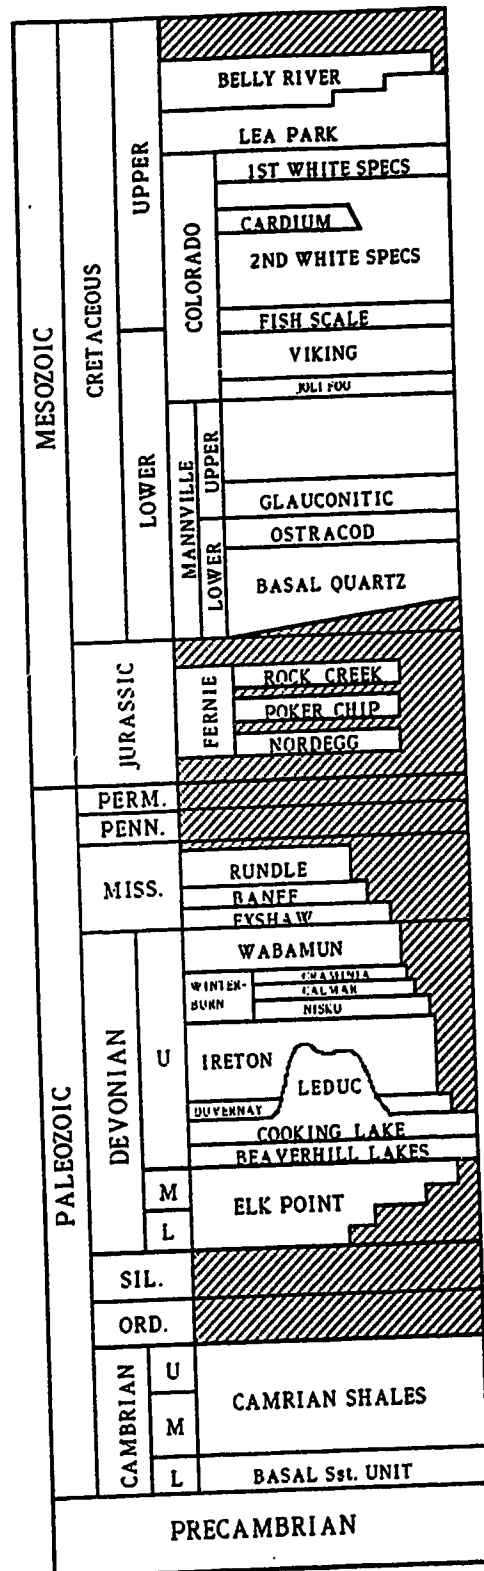 BELLY RIVER
LEA PARK
1ST WHITE SPECS
CARDIUM
2ND WHITE SPECS
FISH SCALE
VIKING
JOLI FOU
GLAUCONITIC
OSTRACOD
BASAL QUARTZ
ROCK CREEK
POKER CHIP
NORDEGG
MESOZOIC
CRETACEOUS
UPPER
COLORADO
LOWER
MANNVILLE
UPPER
LOWER
JURASSIC
FERNIE
PERM.
PENN.
MISS.
RUNDLE
BANFF
EXSHAW
PALEOZOIC
DEVONIAN
U
WABAMUN
WINTER-
BURN
GRAMINIA
CALMAR
NISKU
IRETON
LEDUC
DUVERNAY
COOKING LAKE
BEAVERHILL LAKES
M
ELK POINT
L
SIL.
ORD.
CAMBRIAN
U
CAMRIAN SHALES
M
L
BASAL Sst. UNIT
PRECAMBRIAN